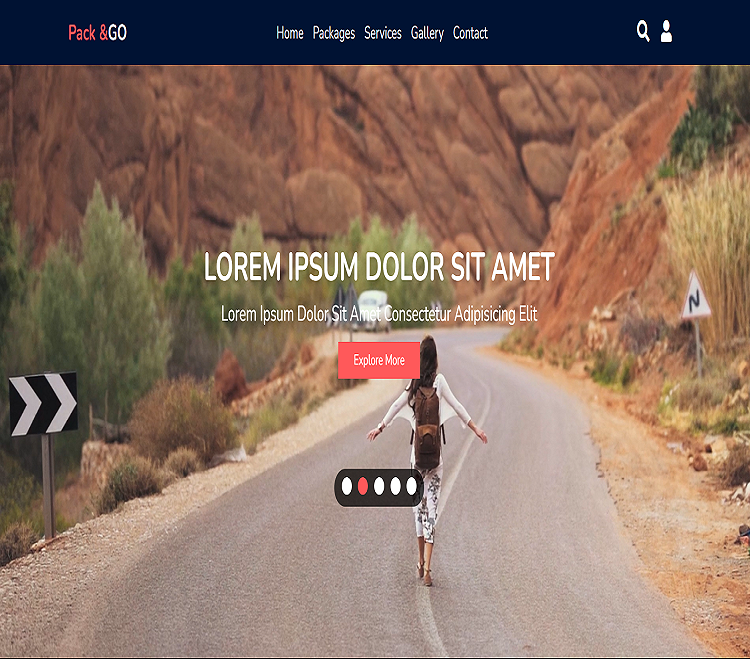 Pack &GO
Home Packages Services Gallery Contact
LOREM IPSUM DOLOR SIT AMET
Lorem Ipsum Dolor Sit Amet Consectetur Adipisicing Elit
Explore More